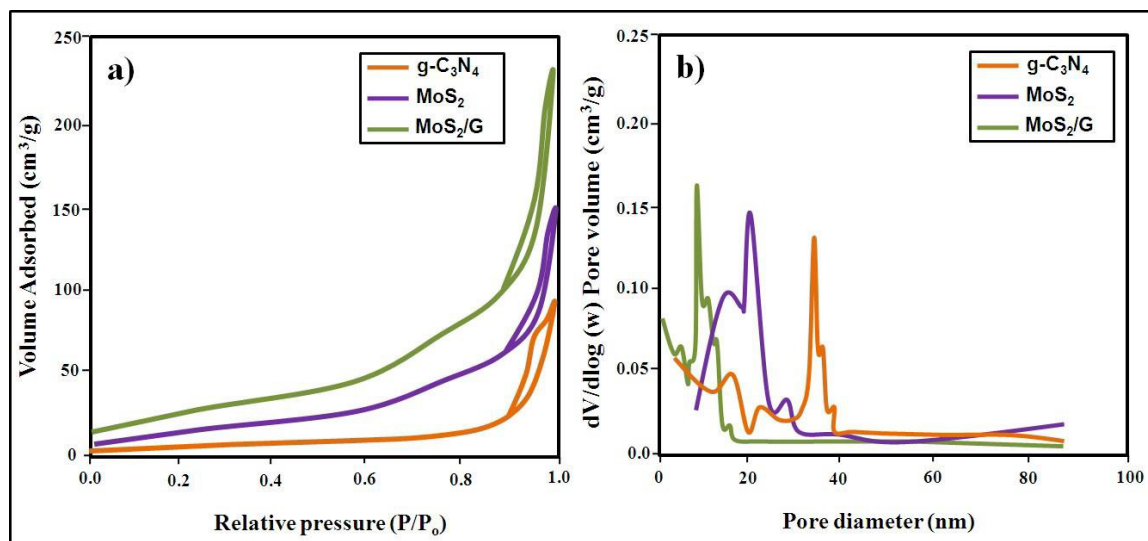 a)
g-C₃N₄
MoS₂
MoS₂/G
Volume Adsorbed (cm³/g)
250
200
150
100
50
0
0.0 0.2 0.4 0.6 0.8 1.0
Relative pressure (P/Pₒ)
b)
g-C₃N₄
MoS₂
MoS₂/G
dV/dlog (w) Pore volume (cm³/g)
0.25
0.20
0.15
0.10
0.05
0.0
0 20 40 60 80 100
Pore diameter (nm)